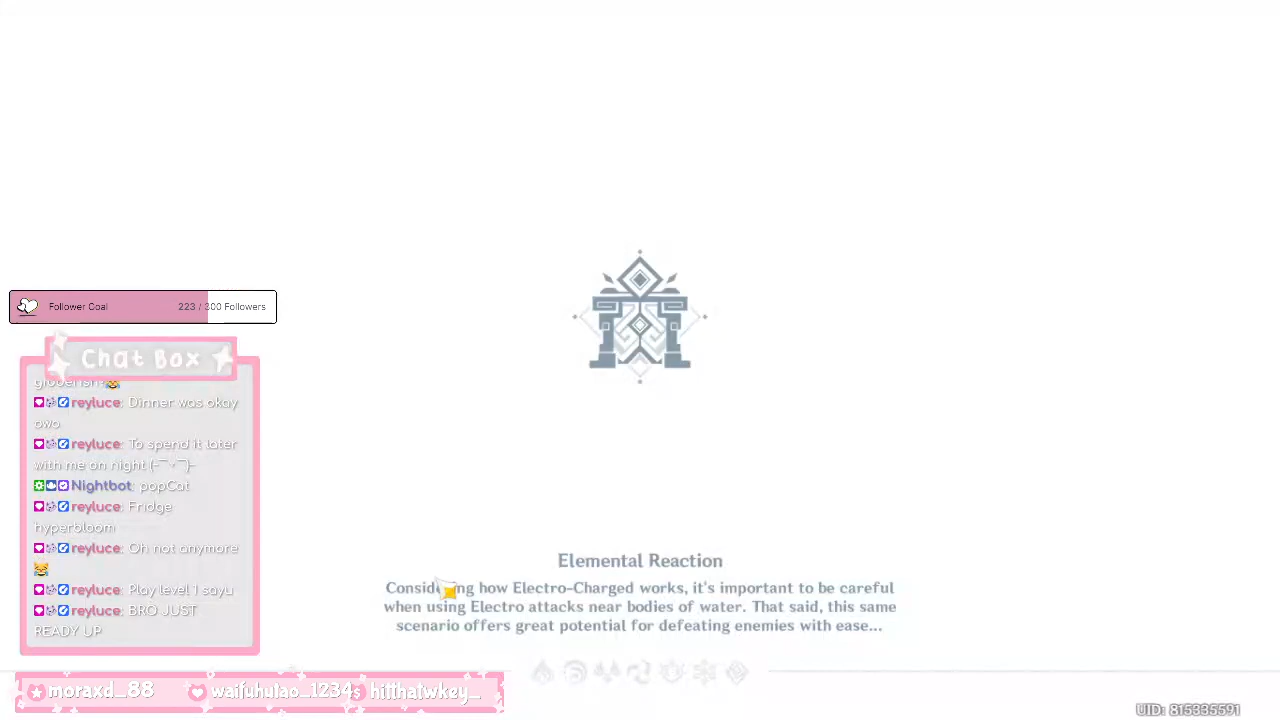 Follower Goal 223 / 300 Followers
Chat Box
reyluce: Dinner was okay
owo
reyluce: To spend it later
with me on night
Nightbot: popCat
reyluce: Fridge
hyperbloom
reyluce: Oh not anymore
reyluce: Play level 1 sayu
reyluce: BRO JUST
READY UP
Elemental Reaction
Considering how Electro-Charged works, it's important to be careful
when using Electro attacks near bodies of water. That said, this same
scenario offers great potential for defeating enemies with ease...
moraxd_88 waifuhutao_1234s hitthatwkey_
UID: 815335591